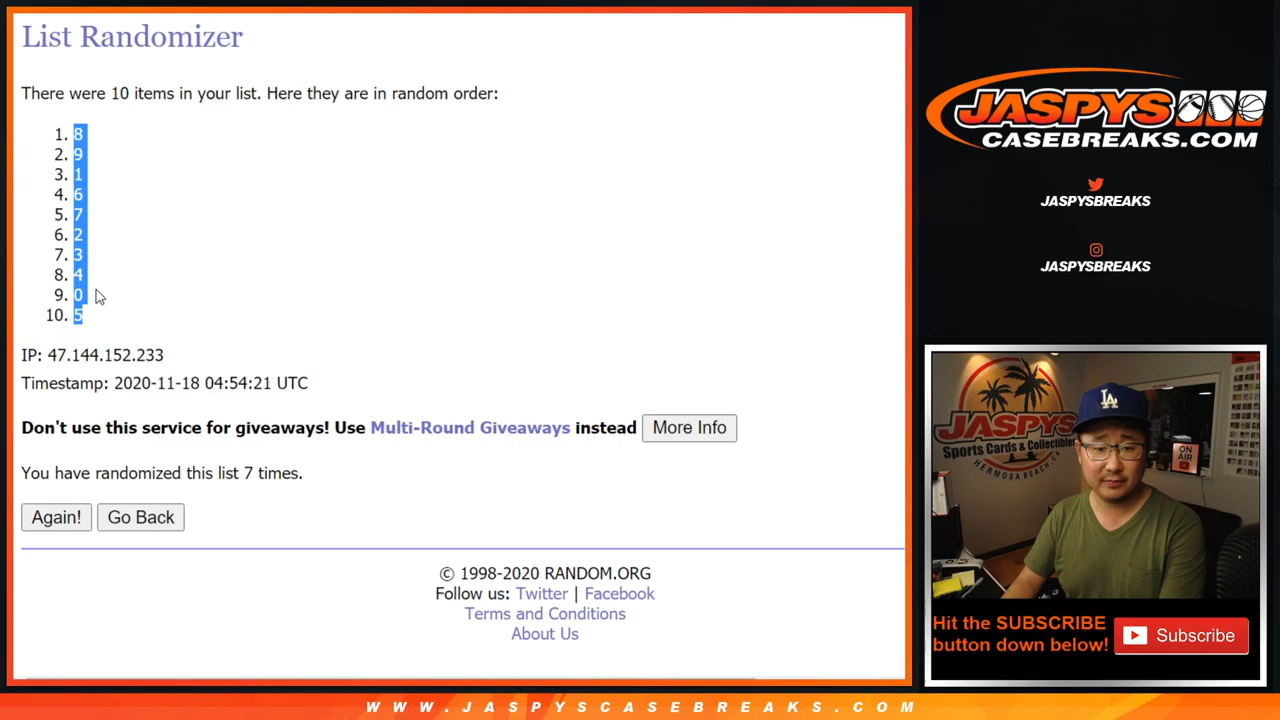 List Randomizer
There were 10 items in your list. Here they are in random order:
1. 8
2. 9
3. 1
4. 6
5. 7
6. 2
7. 3
8. 4
9. 0
10. 5
IP: 47.144.152.233
Timestamp: 2020-11-18 04:54:21 UTC
Don't use this service for giveaways! Use Multi-Round Giveaways instead More Info
You have randomized this list 7 times.
Again! Go Back
© 1998-2020 RANDOM.ORG
Follow us: Twitter | Facebook
Terms and Conditions
About Us
JASPYS
CASEBREAKS.COM
JASPYSBREAKS
JASPYSBREAKS
JASPYS
Sports Cards & Collectibles
HERMOSA BEACH, CA
LA
ON
AIR
Hit the SUBSCRIBE
button down below!
Subscribe
WWW.JASPYSCASEBREAKS.COM